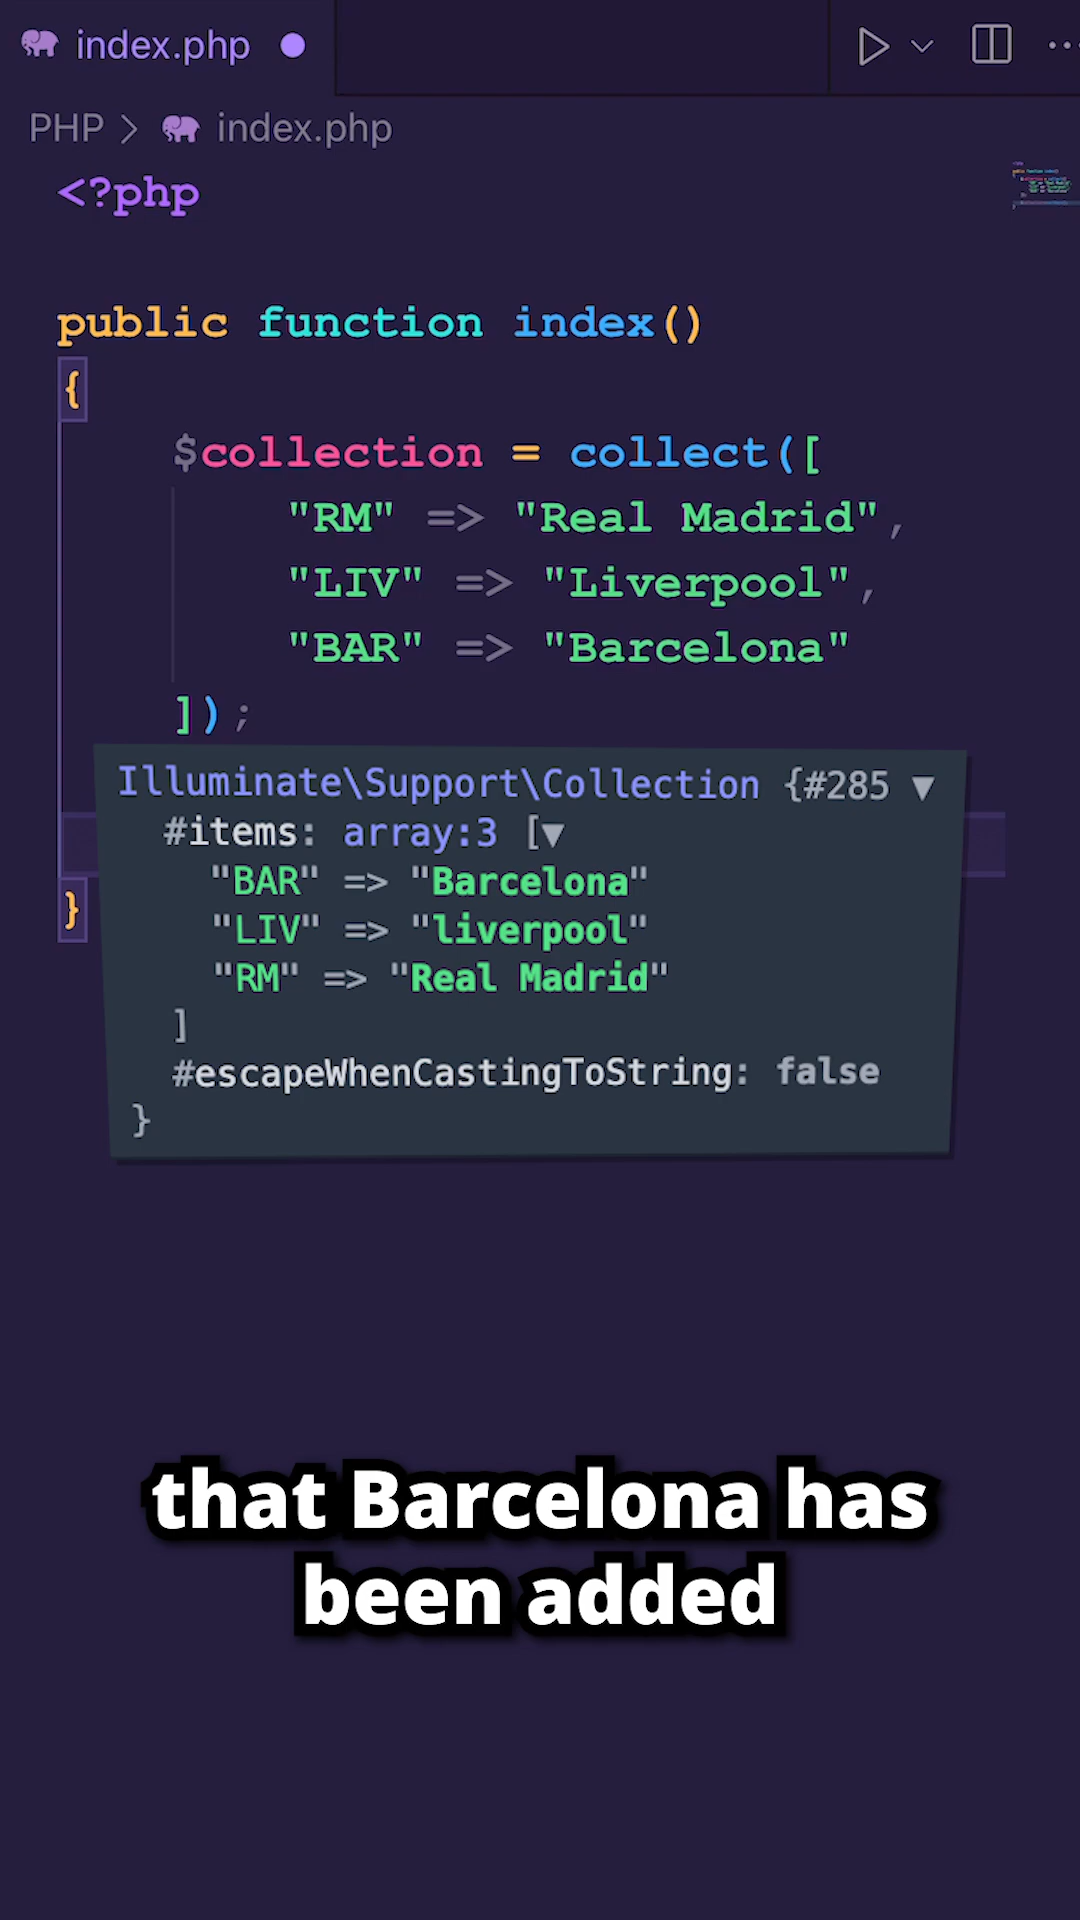 index.php
PHP > index.php
<?php
public function index()
{
$collection = collect([
"RM" => "Real Madrid",
"LIV" => "Liverpool",
"BAR" => "Barcelona"
]);
Illuminate\Support\Collection {#285 ▼
#items: array:3 [▼
"BAR" => "Barcelona"
"LIV" => "liverpool"
"RM" => "Real Madrid"
]
#escapeWhenCastingToString: false
}
}
that Barcelona has
been added